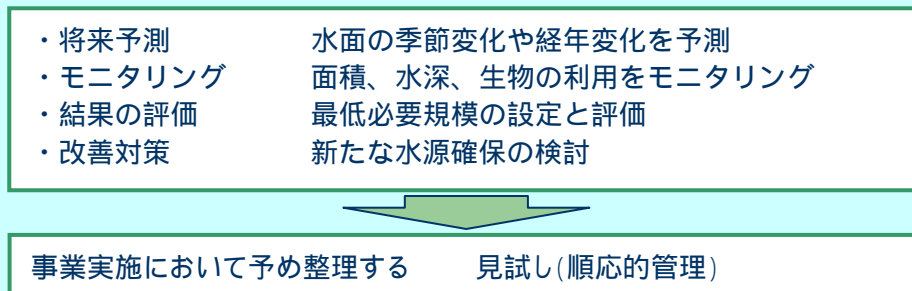 ・将来予測　水面の季節変化や経年変化を予測
・モニタリング　面積、水深、生物の利用をモニタリング
・結果の評価　最低必要規模の設定と評価
・改善対策　新たな水源確保の検討
事業実施において予め整理する　見試し(順応的管理)